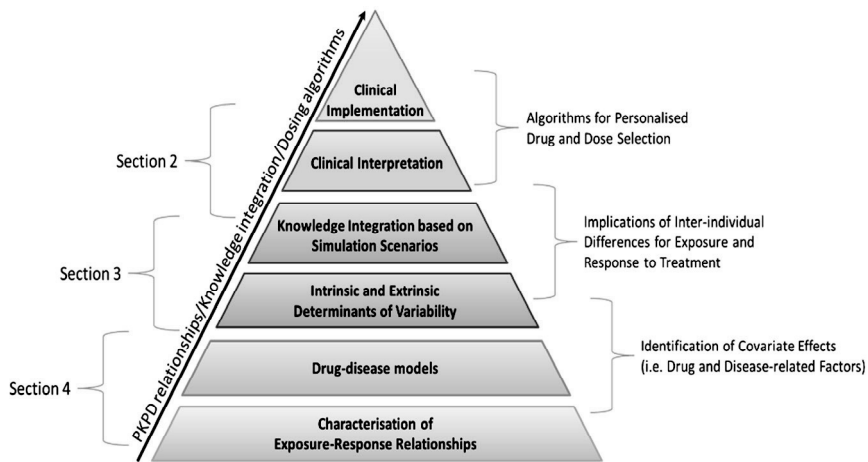 PKPD relationships/Knowledge integration/Dosing algorithms
Clinical
Implementation
Algorithms for Personalised
Drug and Dose Selection
Section 2
Clinical Interpretation
Knowledge Integration based on
Simulation Scenarios
Implications of Inter-individual
Differences for Exposure and
Response to Treatment
Section 3
Intrinsic and Extrinsic
Determinants of Variability
Identification of Covariate Effects
(i.e. Drug and Disease-related Factors)
Section 4
Drug-disease models
Characterisation of
Exposure-Response Relationships